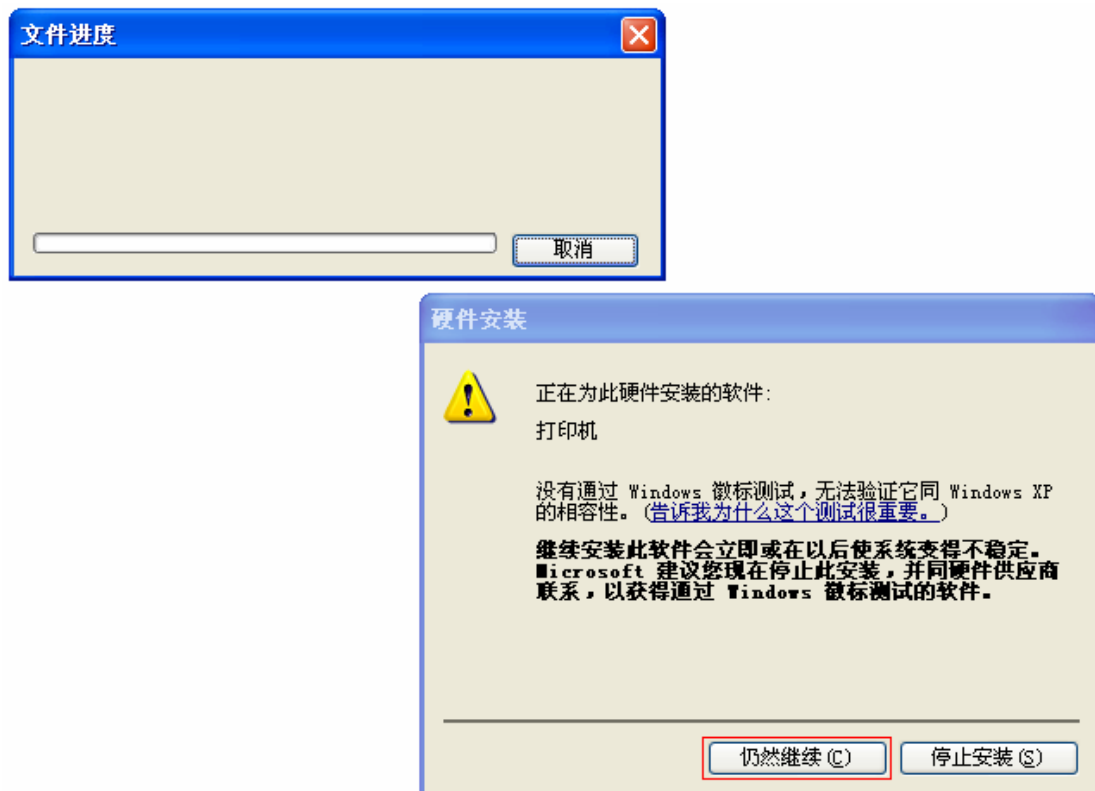 文件进度
取消
硬件安装
正在为此硬件安装的软件:
打印机
没有通过 Windows 徽标测试，无法验证它同 Windows XP
的相容性。(告诉我为什么这个测试很重要。)
继续安装此软件会立即或在以后使系统变得不稳定。
Microsoft 建议您现在停止此安装，并同硬件供应商
联系，以获得通过 Windows 徽标测试的软件。
仍然继续(C) 停止安装(S)